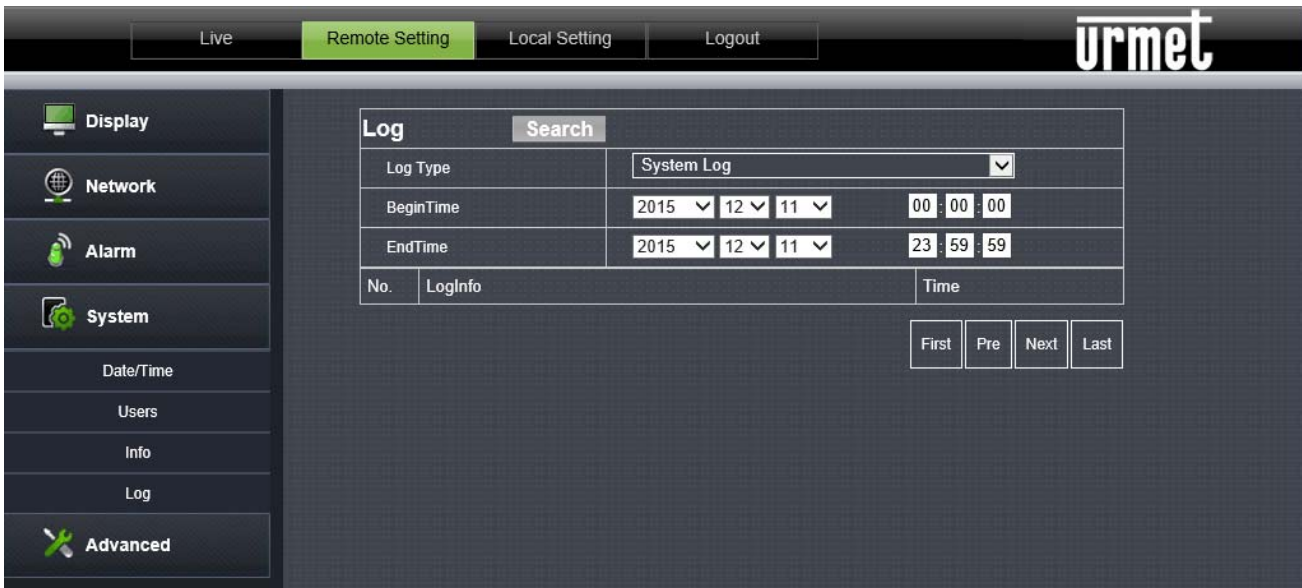 Live Remote Setting Local Setting Logout urmet
Display
Network
Alarm
System
Date/Time
Users
Info
Log
Advanced
Log Search
Log Type System Log
BeginTime 2015 12 11 00 : 00 : 00
EndTime 2015 12 11 23 : 59 : 59
No. LogInfo Time
First Pre Next Last